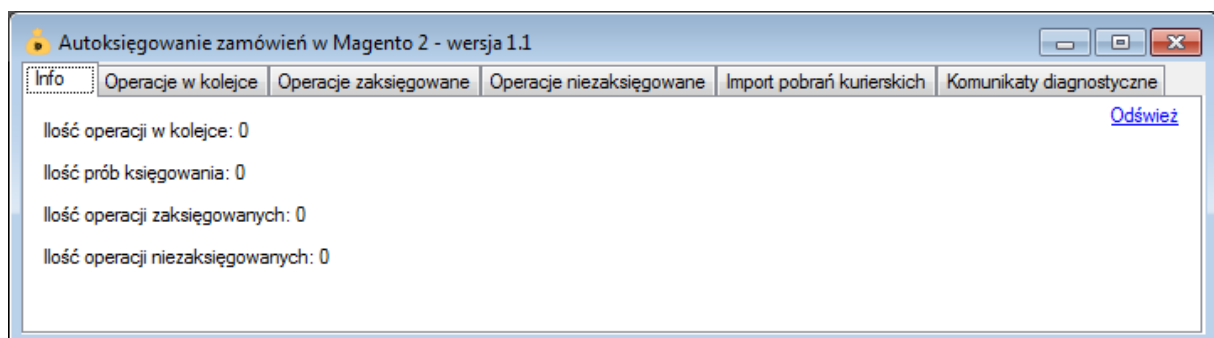 Autoksięgowanie zamówień w Magento 2 - wersja 1.1
Info Operacje w kolejce Operacje zaksięgowane Operacje niezaksięgowane Import pobrań kurierskich Komunikaty diagnostyczne
Odśwież
Ilość operacji w kolejce: 0
Ilość prób księgowania: 0
Ilość operacji zaksięgowanych: 0
Ilość operacji niezaksięgowanych: 0